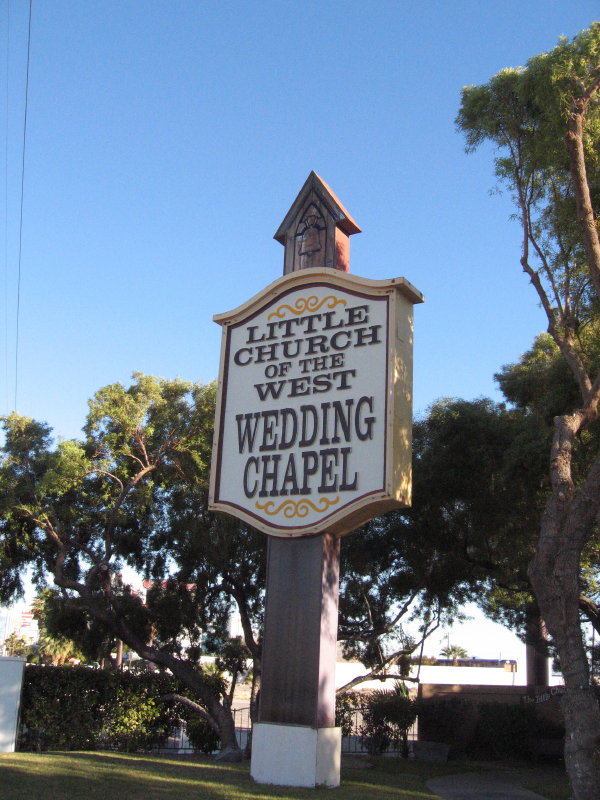 LITTLE
CHURCH
OF THE
WEST
WEDDING
CHAPEL